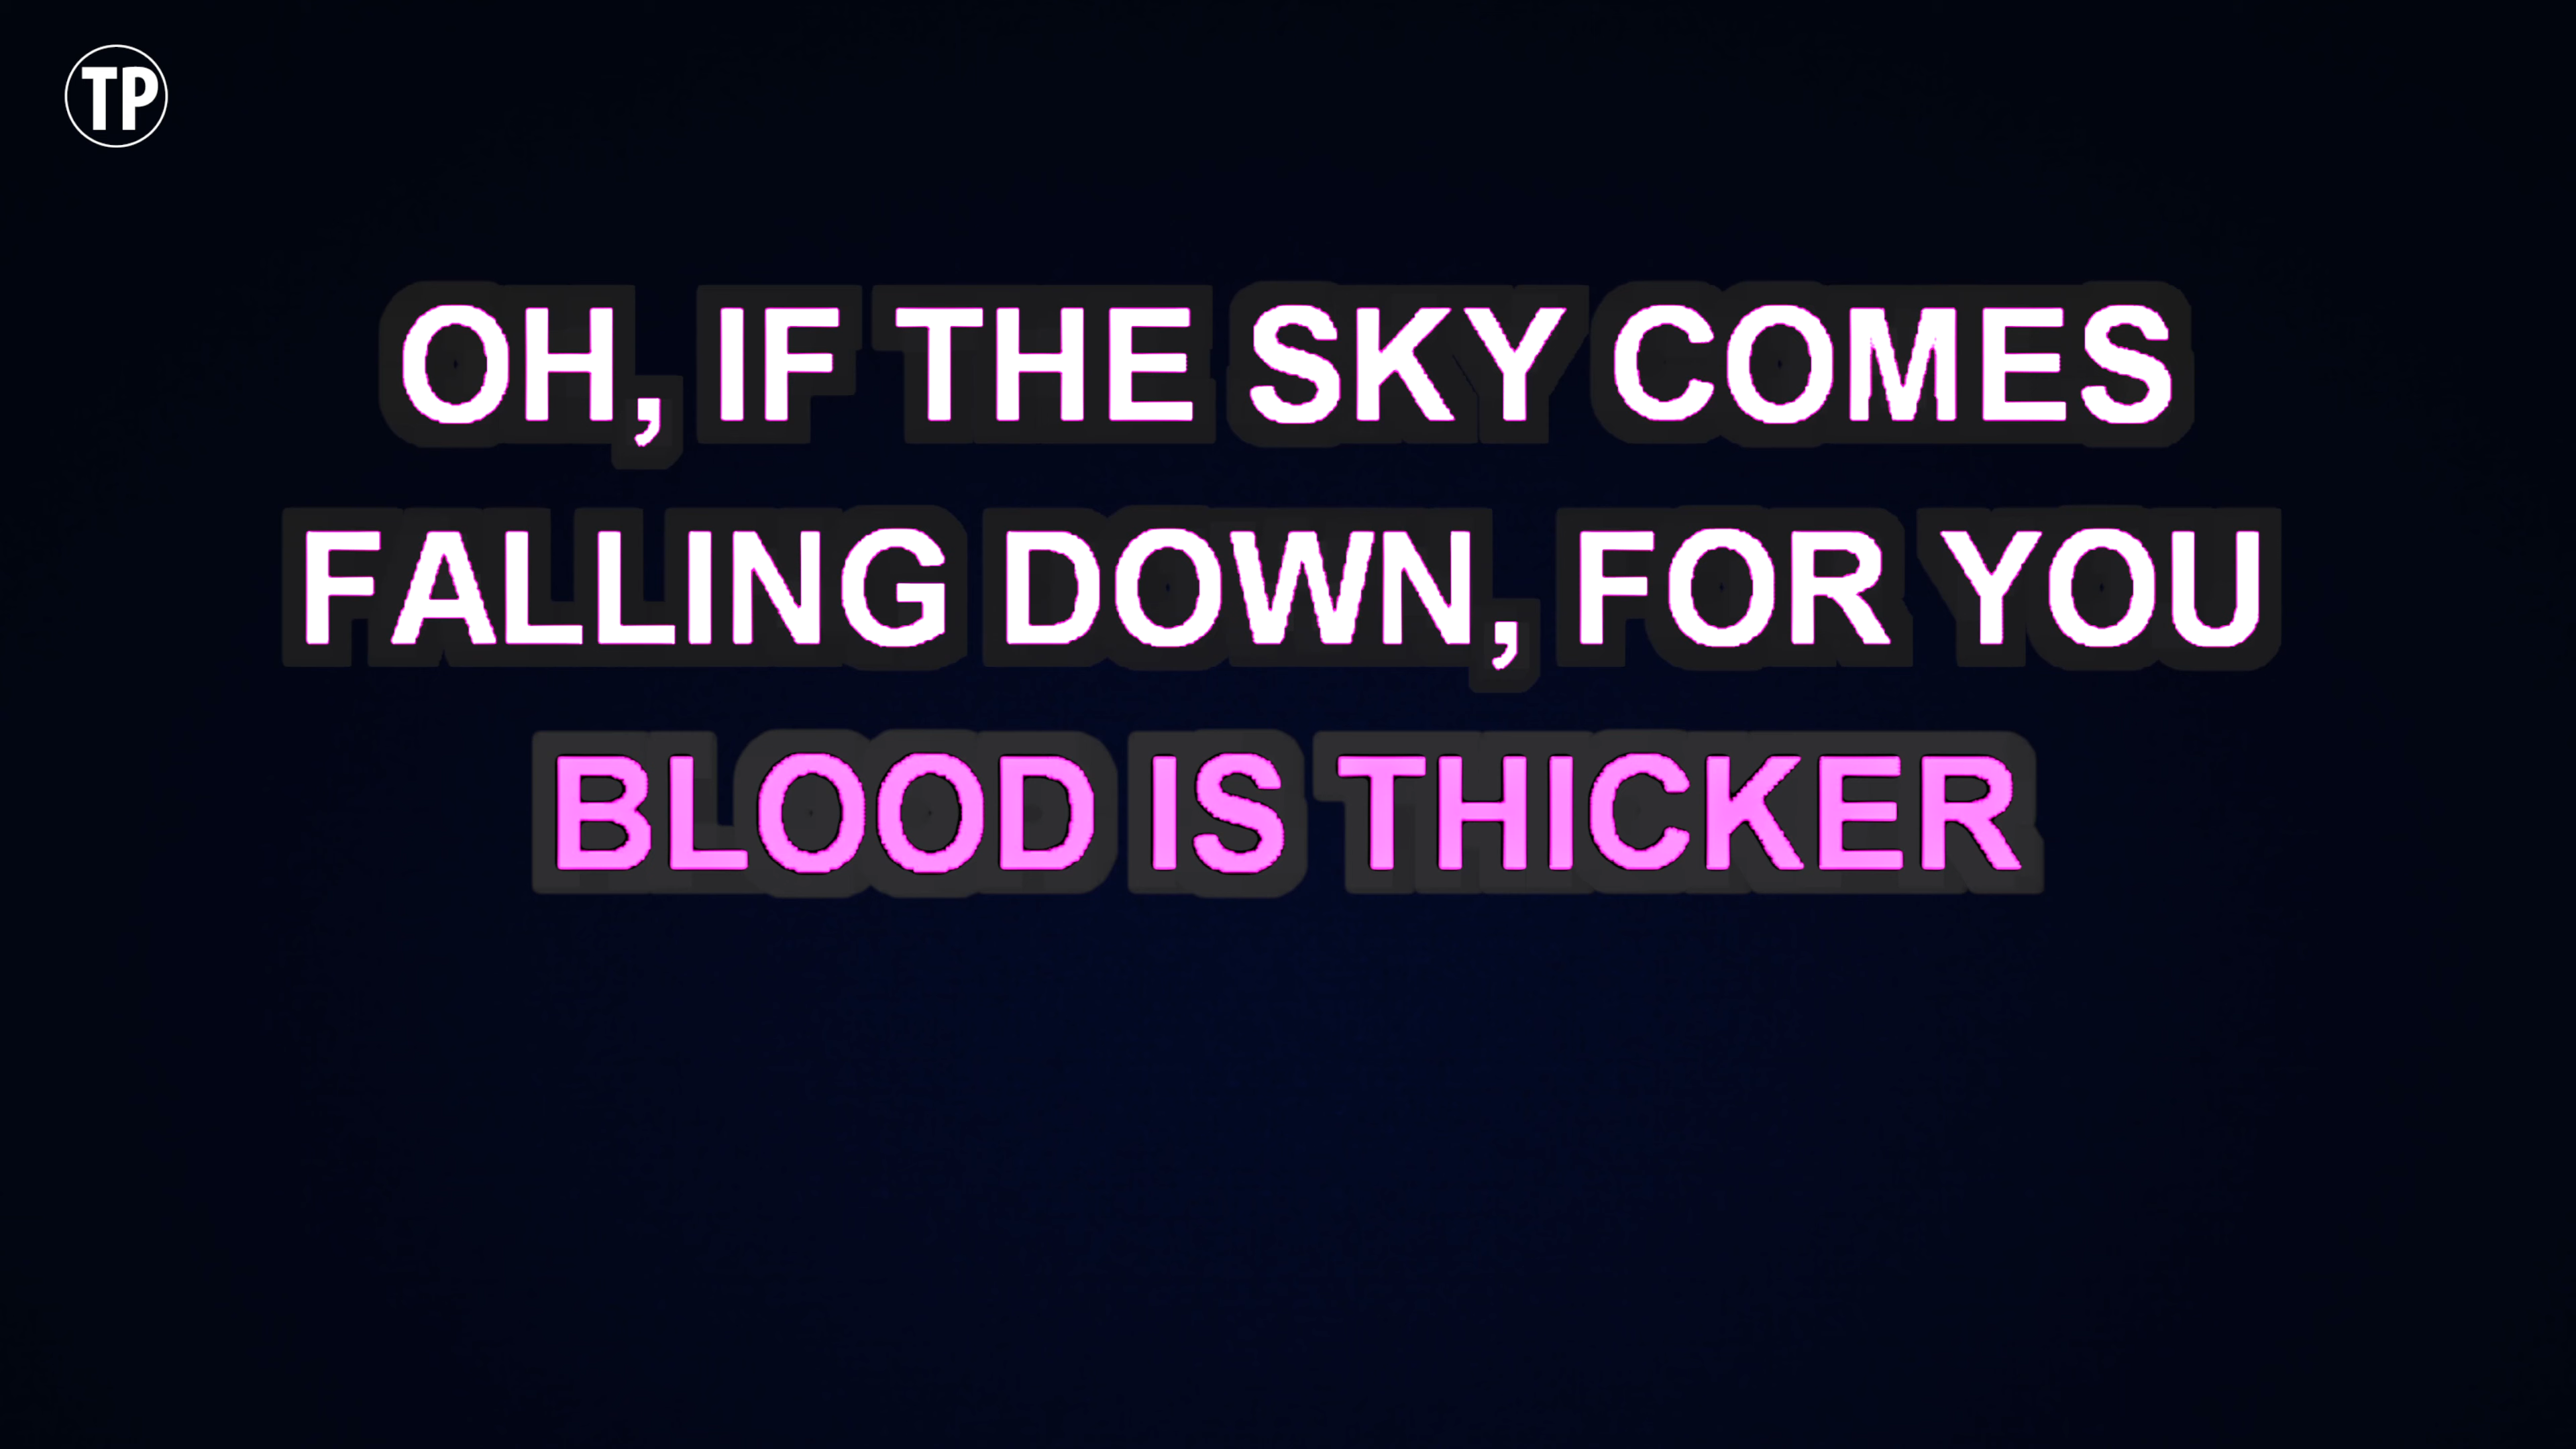 TP
OH, IF THE SKY COMES
FALLING DOWN, FOR YOU
BLOOD IS THICKER